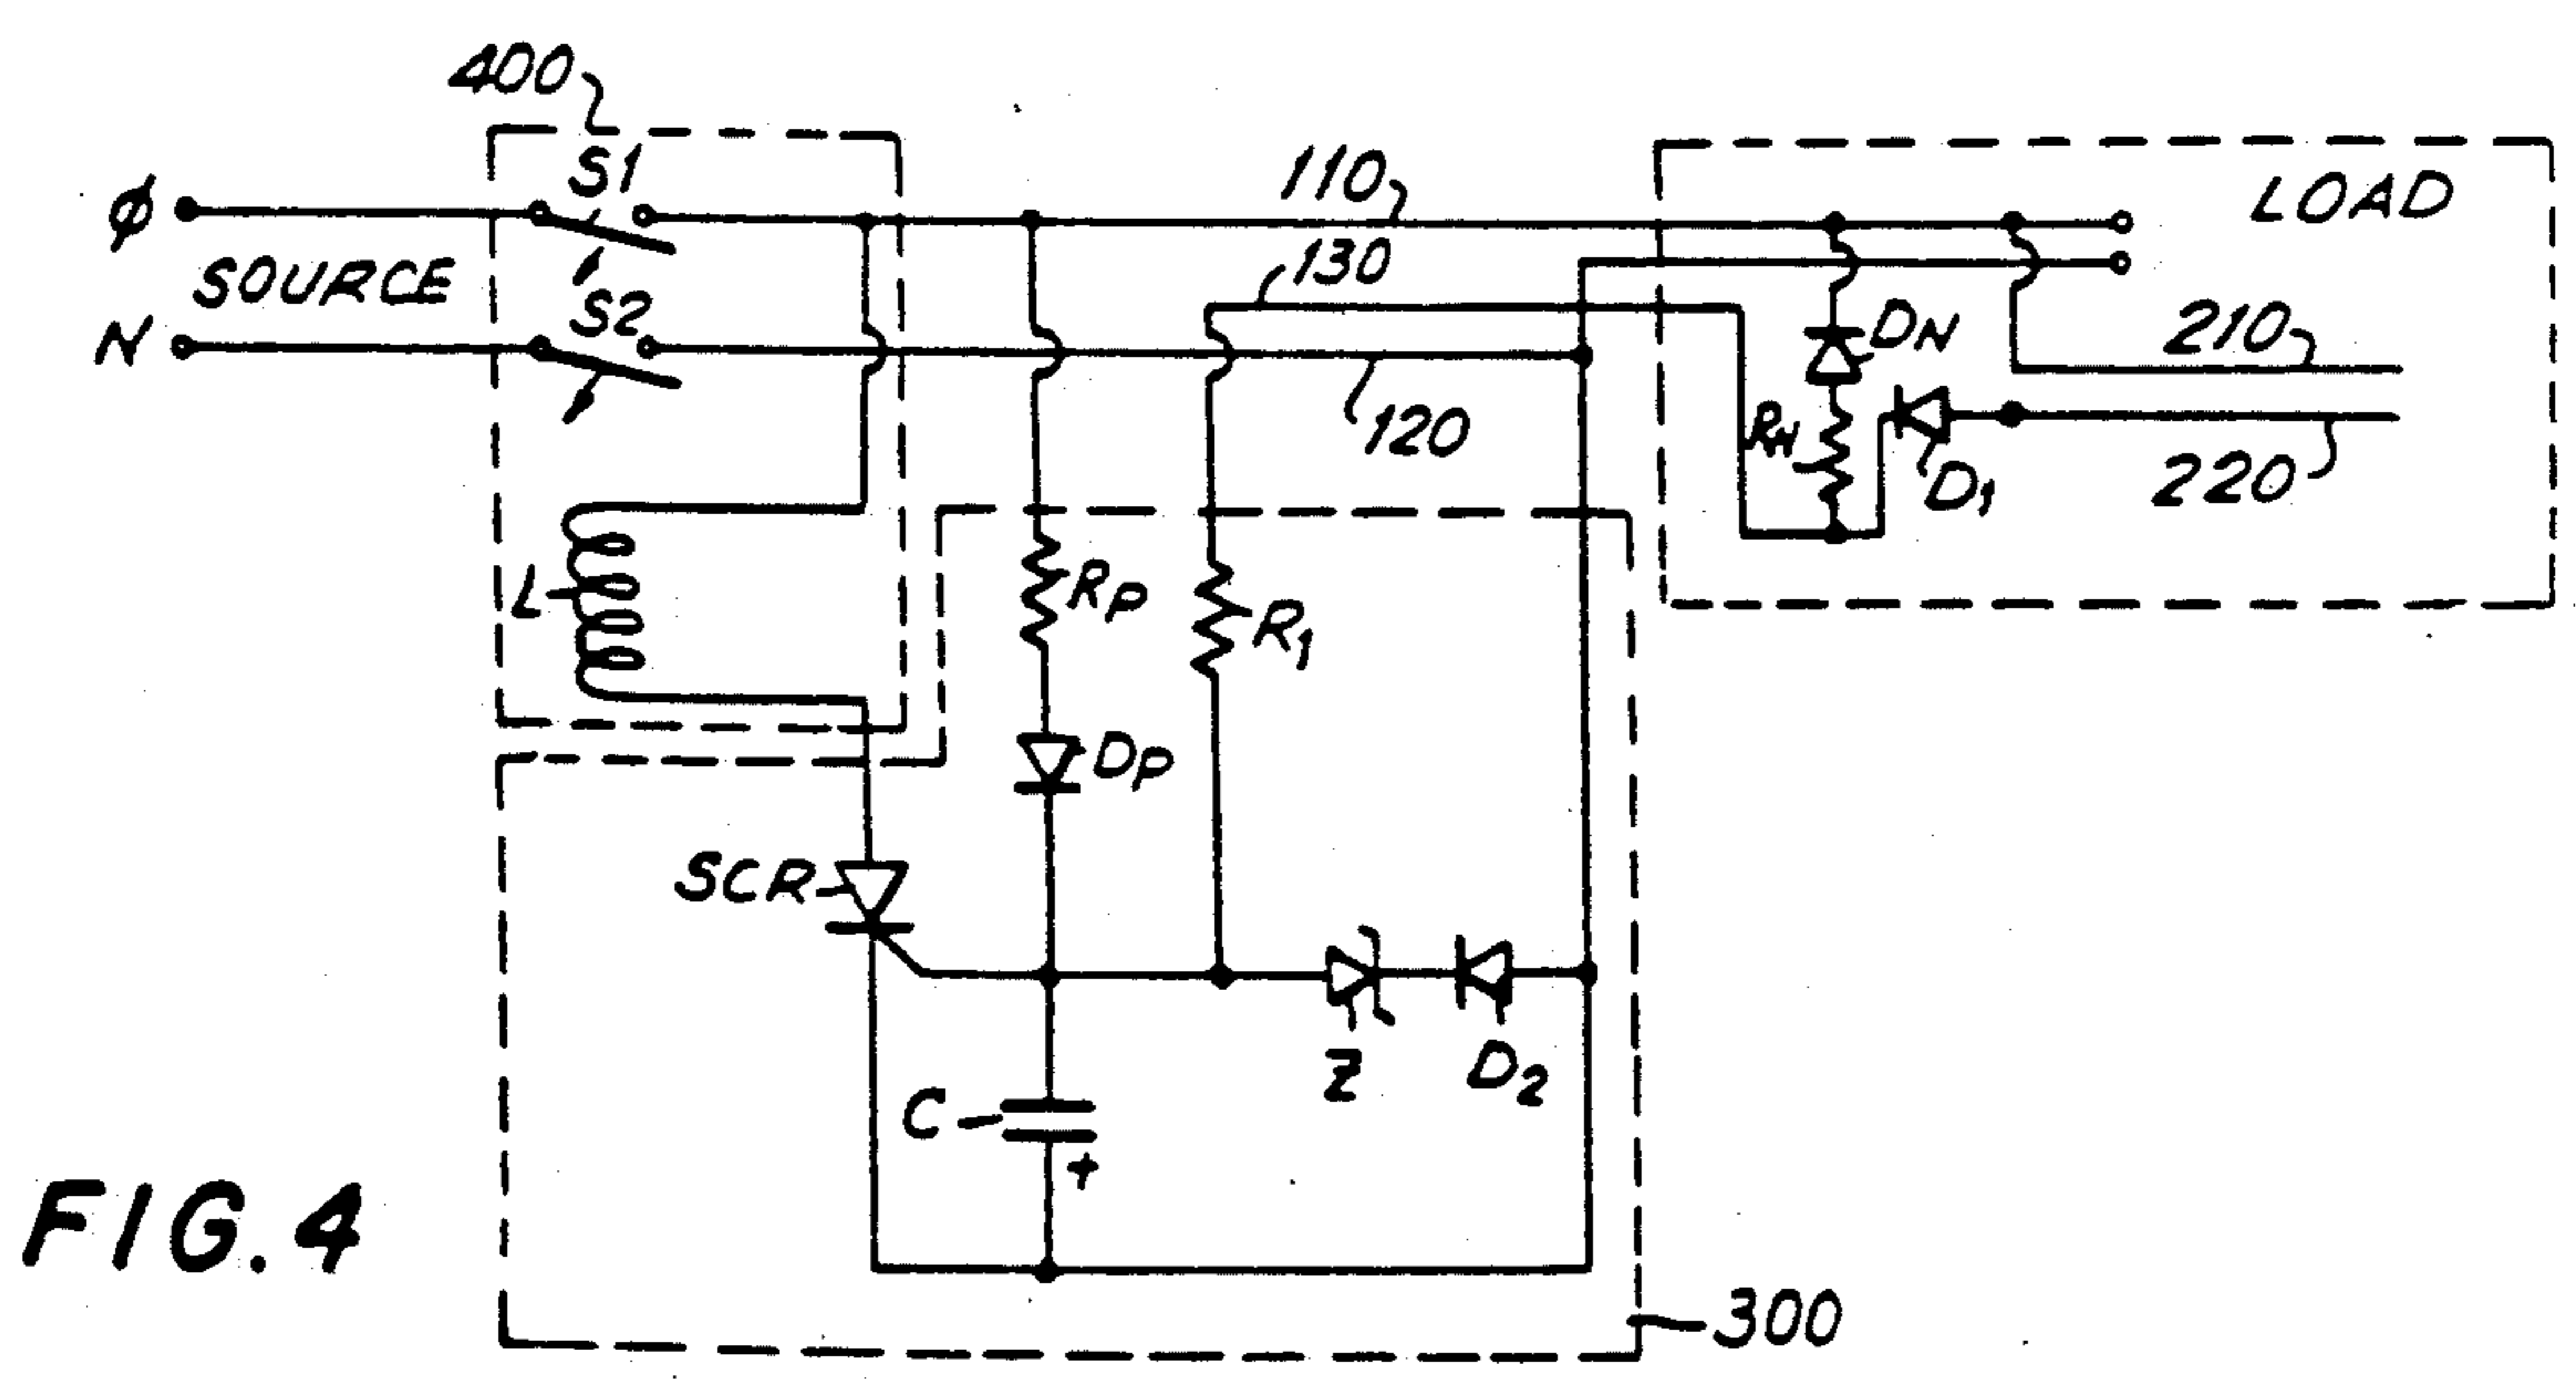 400
S1
110
LOAD
φ
130
SOURCE
S2
N
DN
210
120
RN
D1
220
L
RP
R1
DP
SCR
Z
D2
C
+
FIG. 4
300